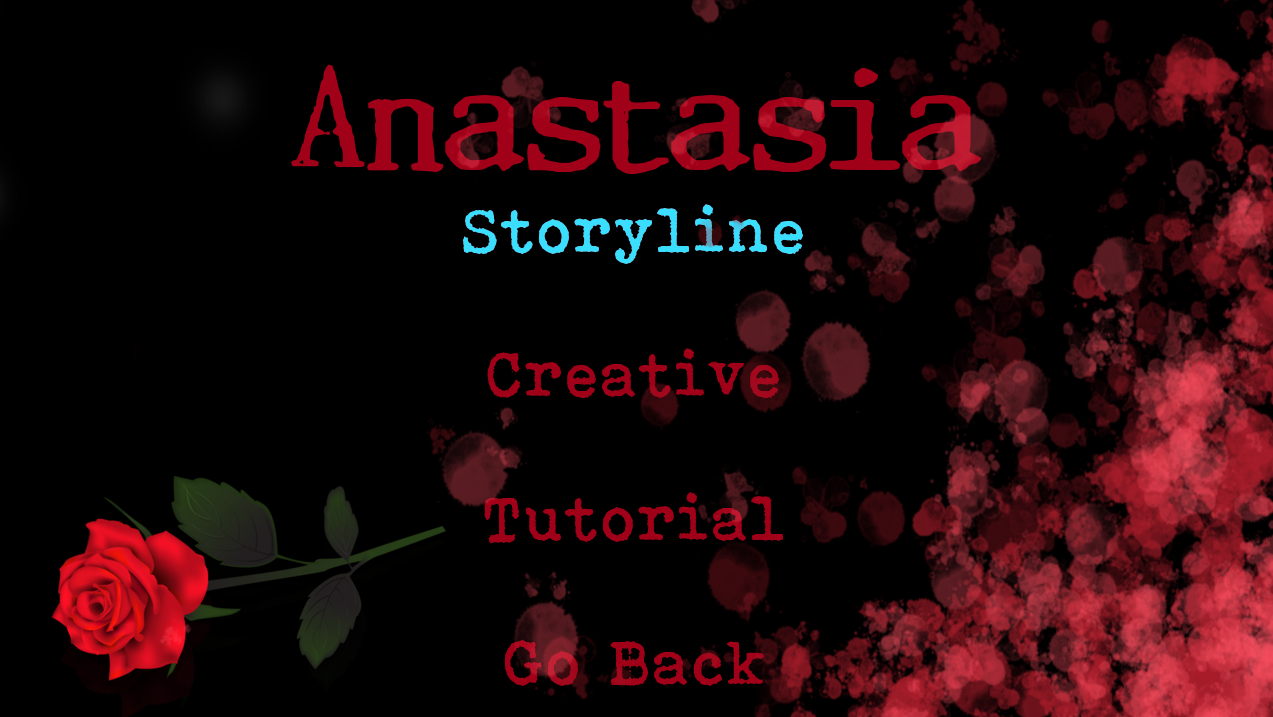 Anastasia
Storyline
Creative
Tutorial
Go Back